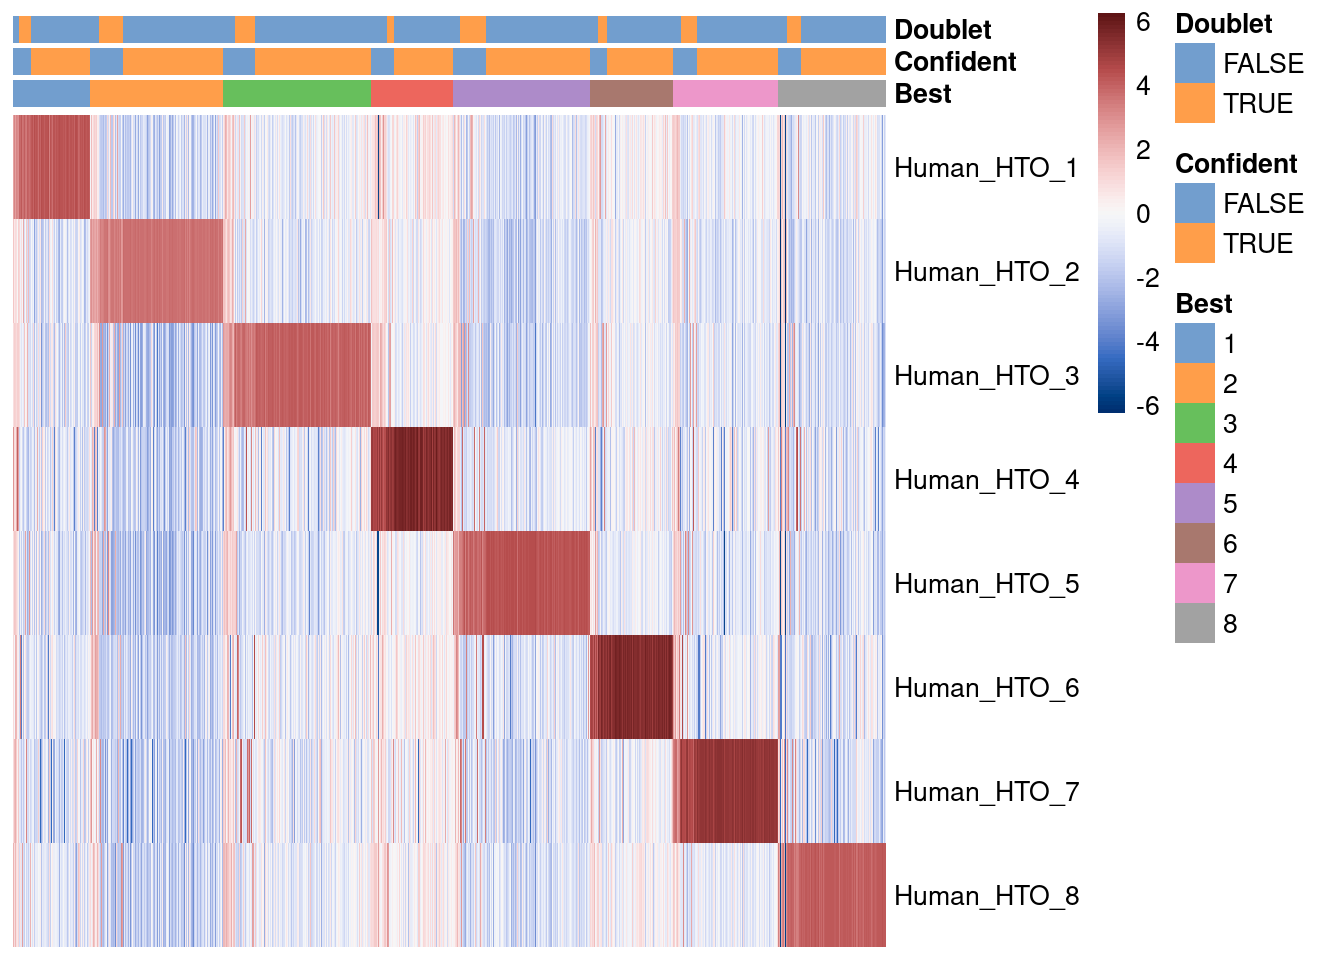 Doublet
Confident
Best
Human_HTO_1
Human_HTO_2
Human_HTO_3
Human_HTO_4
Human_HTO_5
Human_HTO_6
Human_HTO_7
Human_HTO_8
6
4
2
0
-2
-4
-6
Doublet
FALSE
TRUE
Confident
FALSE
TRUE
Best
1
2
3
4
5
6
7
8